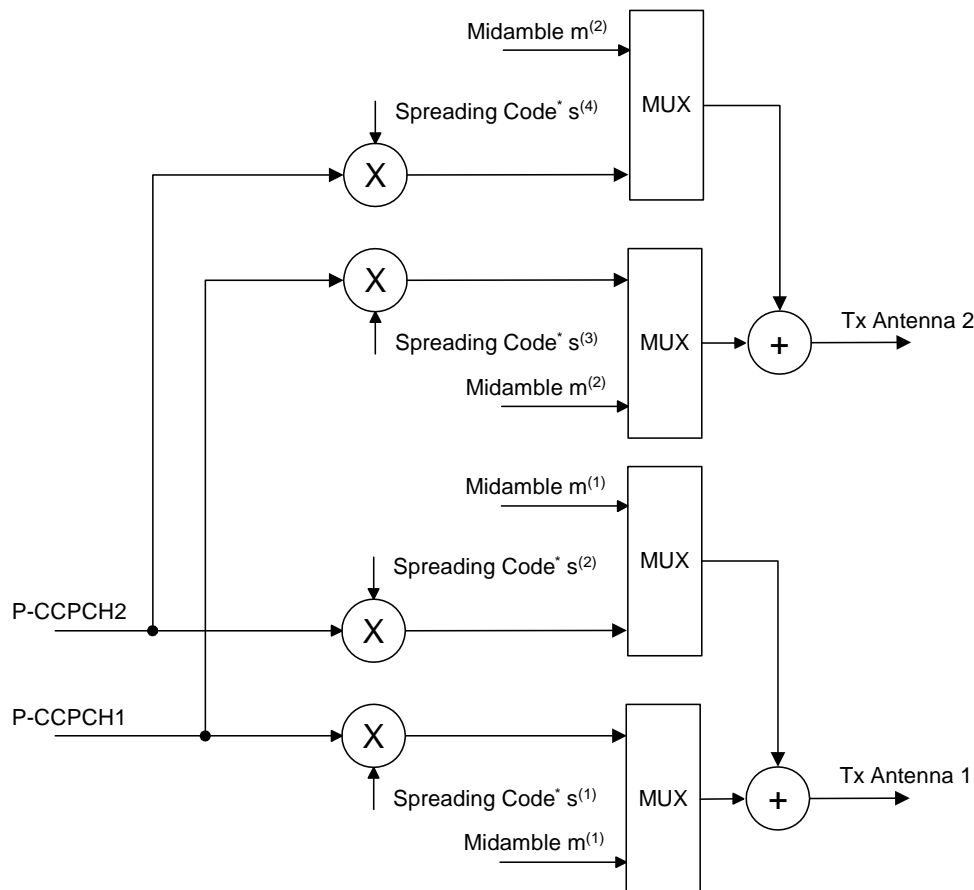 Midamble m(2)
MUX
Spreading Code* s(4)
X
X
Tx Antenna 2
Spreading Code* s(3)
MUX
+
Midamble m(2)
Midamble m(1)
MUX
Spreading Code* s(2)
P-CCPCH2
X
P-CCPCH1
X
Tx Antenna 1
Spreading Code* s(1)
MUX
+
Midamble m(1)